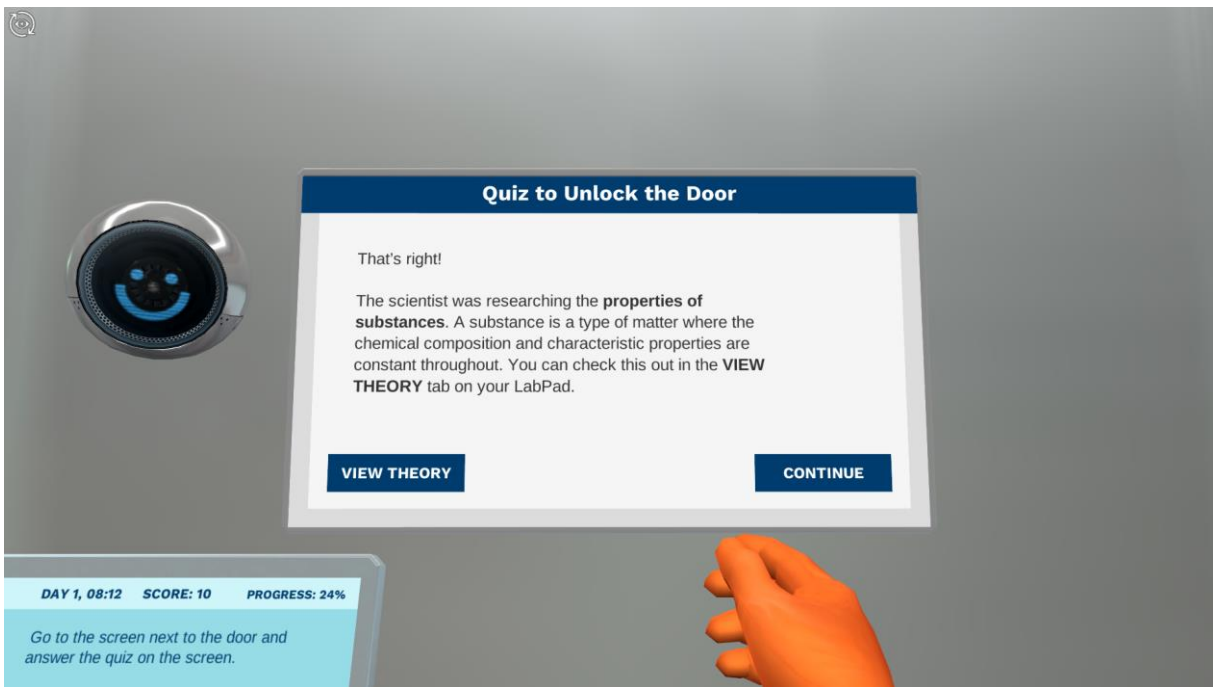 Quiz to Unlock the Door
That's right!
The scientist was researching the properties of
substances. A substance is a type of matter where the
chemical composition and characteristic properties are
constant throughout. You can check this out in the VIEW
THEORY tab on your LabPad.
VIEW THEORY
CONTINUE
DAY 1, 08:12 SCORE: 10 PROGRESS: 24%
Go to the screen next to the door and
answer the quiz on the screen.